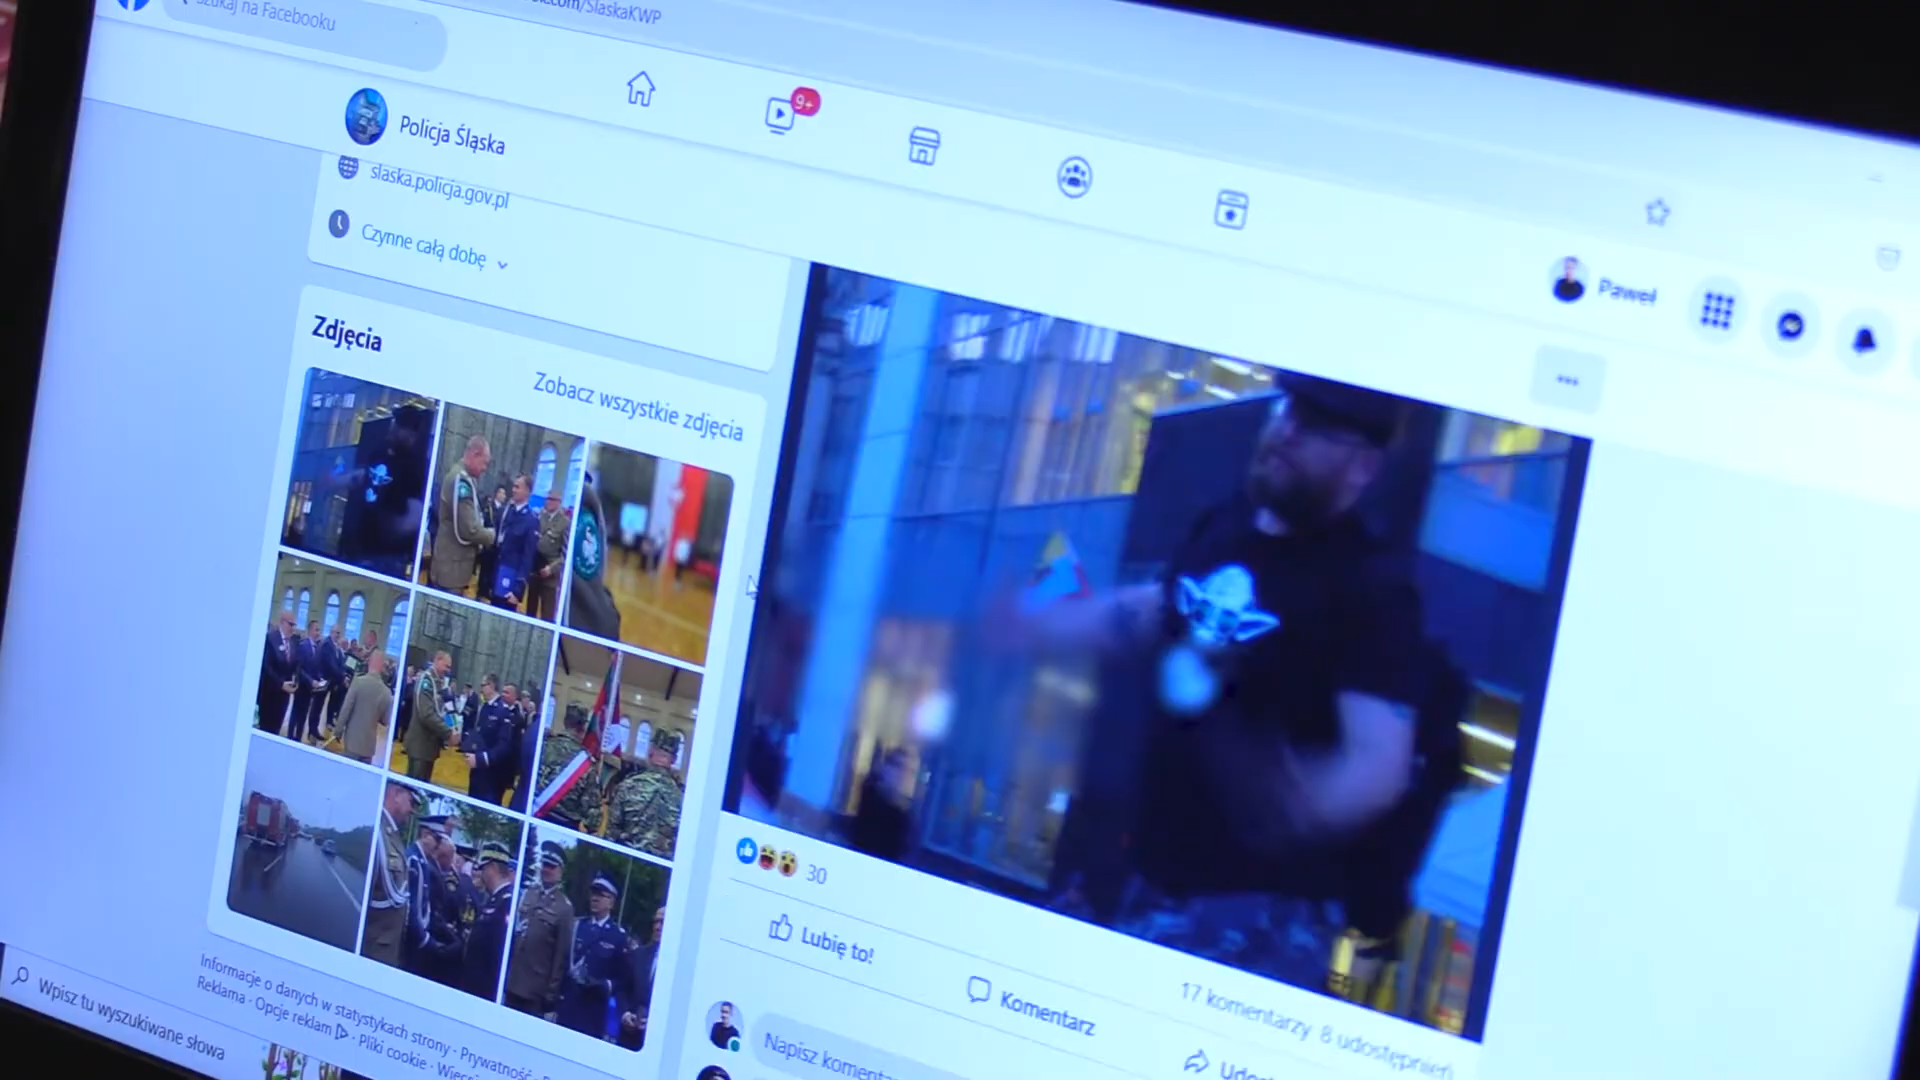 Szukaj na Facebooku
.com/SlaskaKWP
9+
Policja Śląska
slaska.policja.gov.pl
Czynne całą dobę
Paweł
Zdjęcia
Zobacz wszystkie zdjęcia
30
Lubię to!
17 komentarzy 8 udostępnień
Komentarz
Informacje o danych w statystykach strony · Prywatność ·
Reklama · Opcje reklam · Pliki cookie ·
Napisz
Wpisz tu wyszukiwane słowa